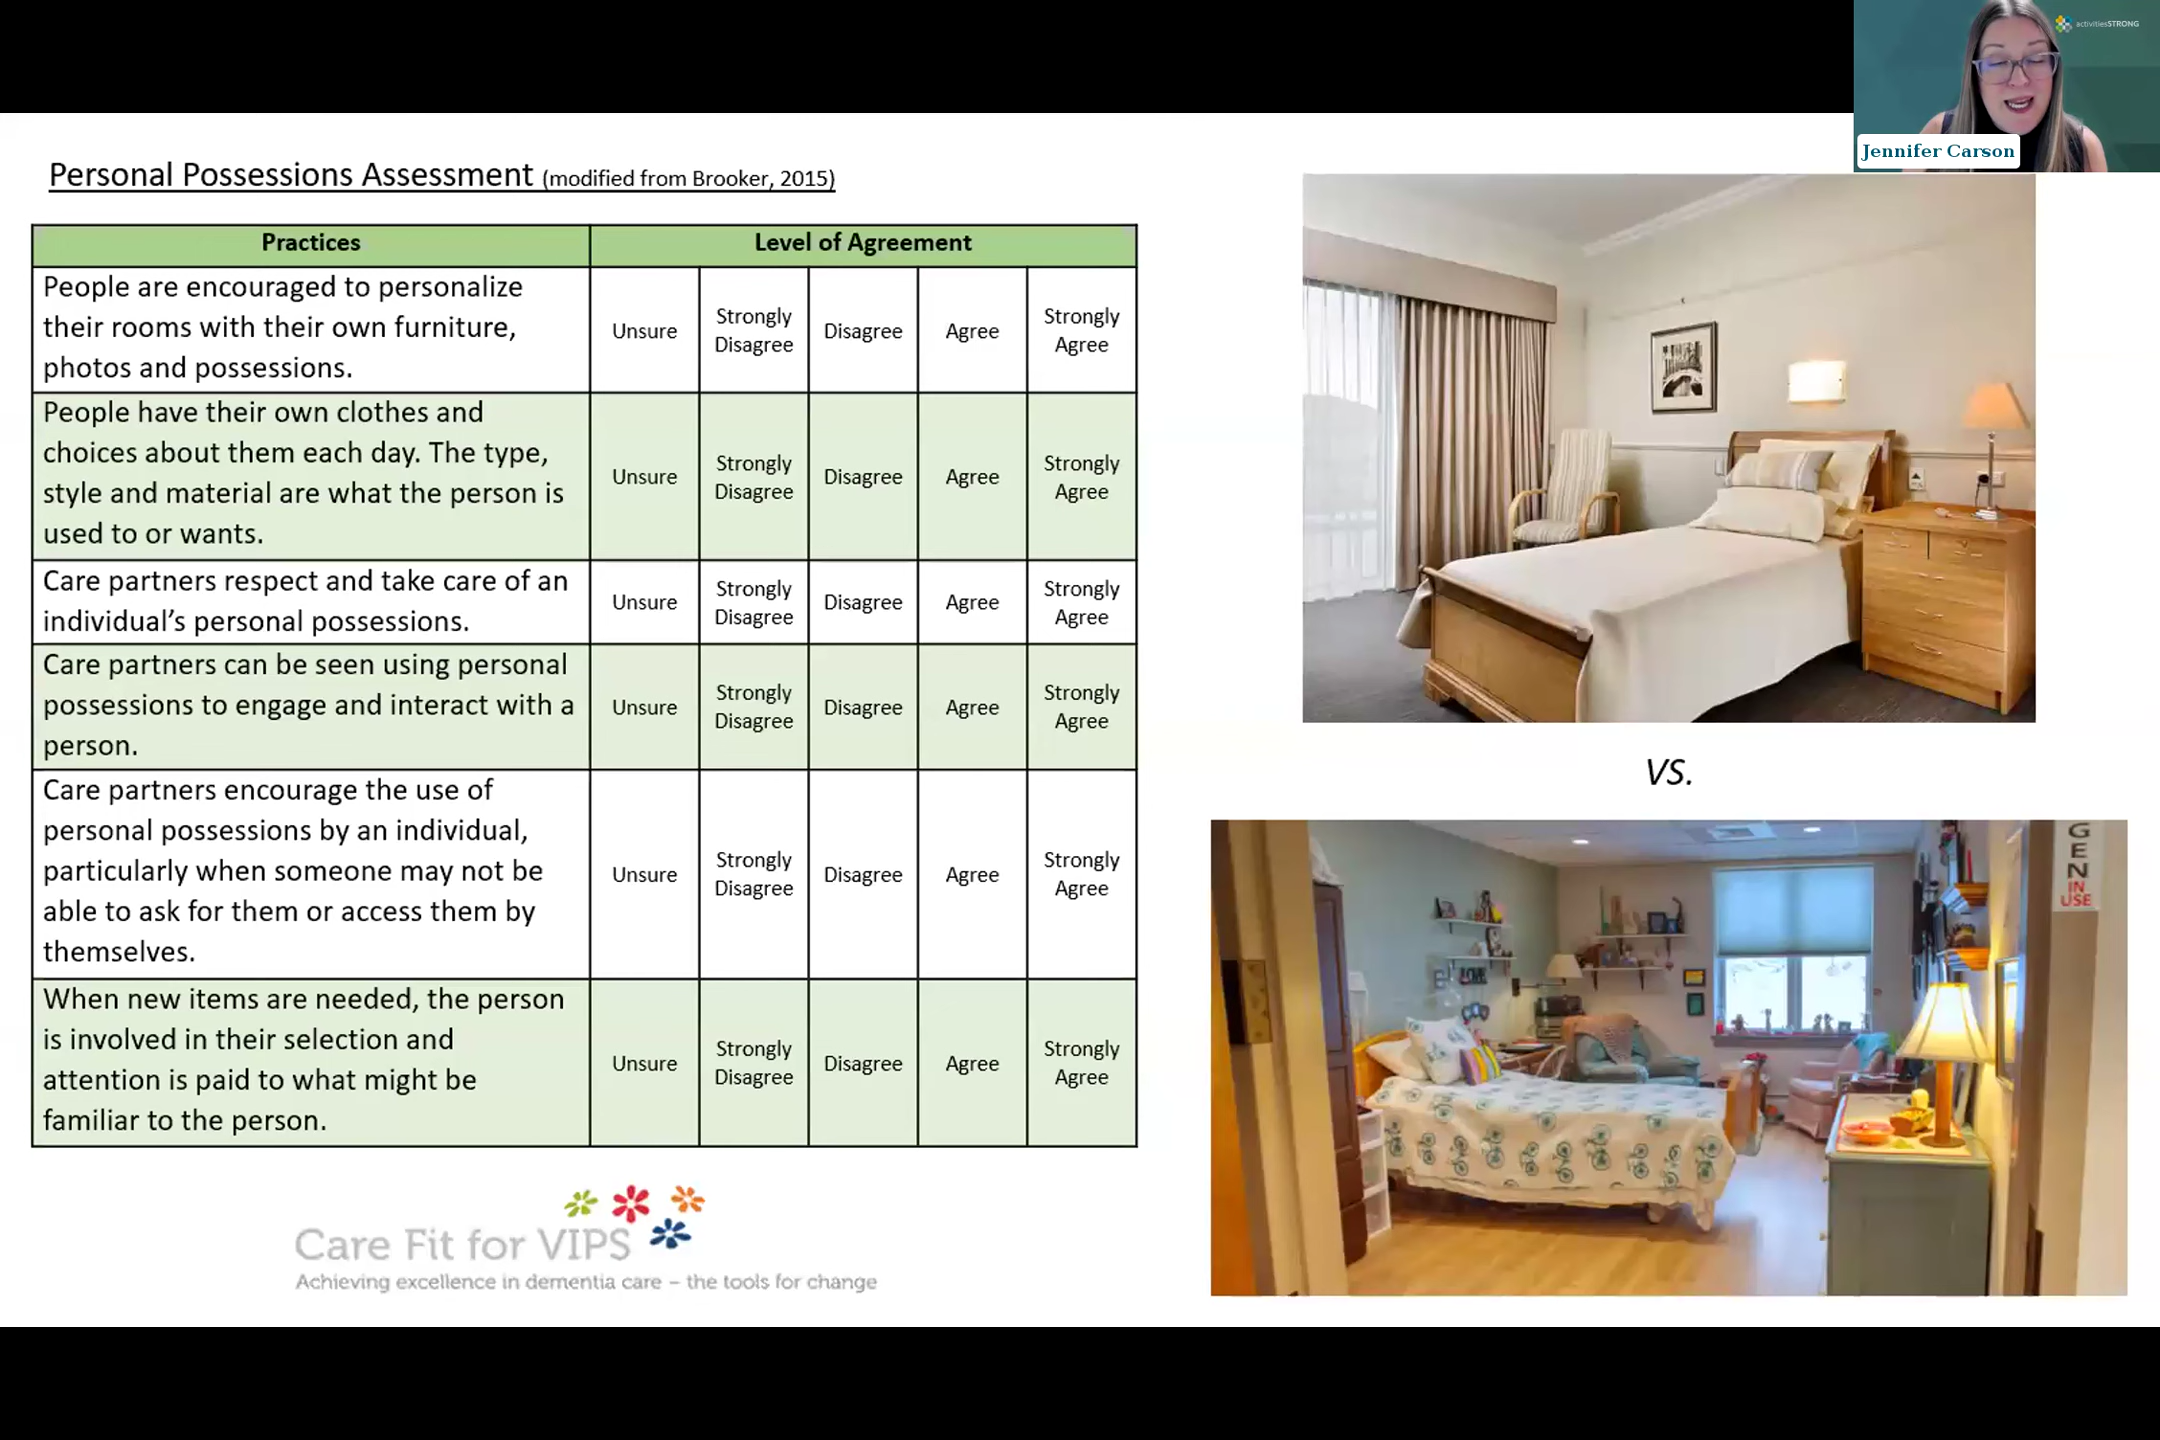 activitiesSTRONG
Jennifer Carson
Personal Possessions Assessment (modified from Brooker, 2015)
Practices Level of Agreement
People are encouraged to personalize
their rooms with their own furniture,
photos and possessions.
Unsure Strongly Disagree Disagree Agree Strongly Agree
People have their own clothes and
choices about them each day. The type,
style and material are what the person is
used to or wants.
Unsure Strongly Disagree Disagree Agree Strongly Agree
Care partners respect and take care of an
individual’s personal possessions.
Unsure Strongly Disagree Disagree Agree Strongly Agree
Care partners can be seen using personal
possessions to engage and interact with a
person.
Unsure Strongly Disagree Disagree Agree Strongly Agree
Care partners encourage the use of
personal possessions by an individual,
particularly when someone may not be
able to ask for them or access them by
themselves.
Unsure Strongly Disagree Disagree Agree Strongly Agree
When new items are needed, the person
is involved in their selection and
attention is paid to what might be
familiar to the person.
Unsure Strongly Disagree Disagree Agree Strongly Agree
Care Fit for VIPS
Achieving excellence in dementia care – the tools for change
VS.
GEN
IN
USE